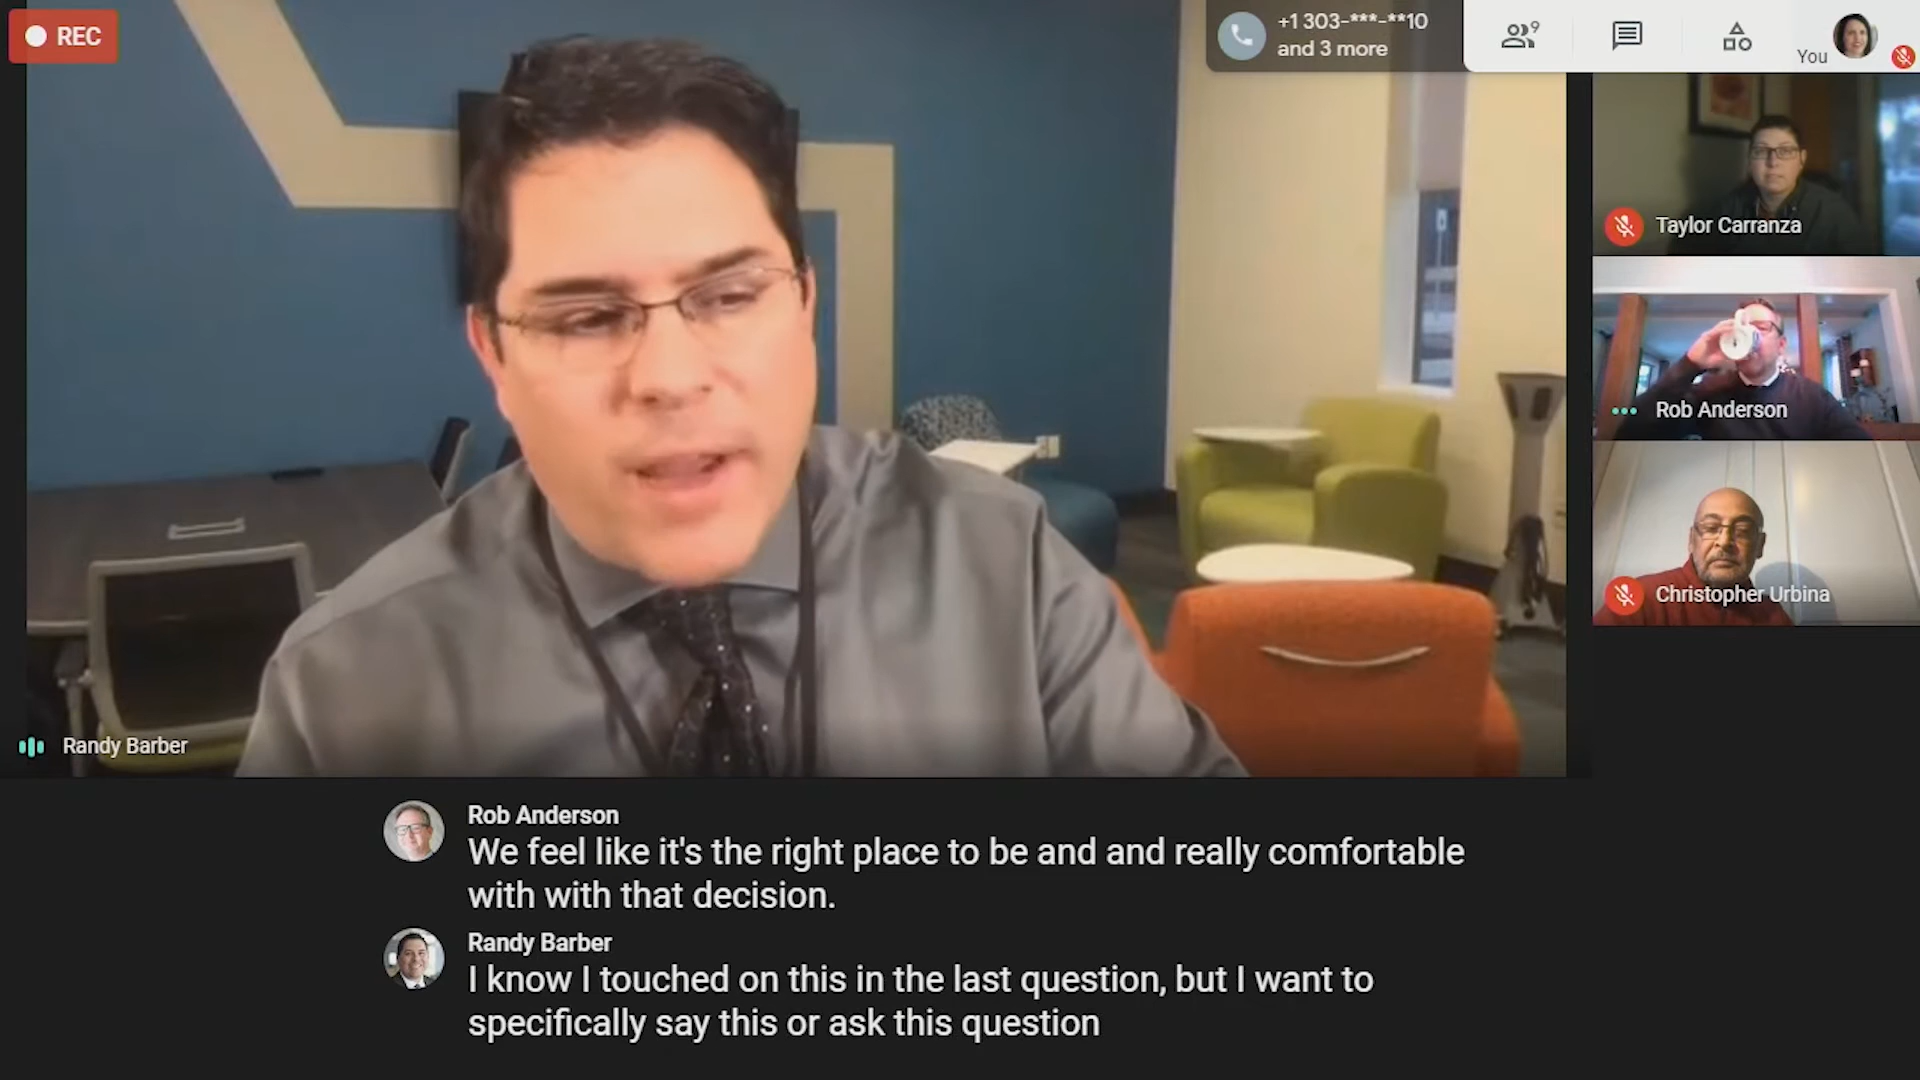 REC
+1 303-***-**10
and 3 more
9
You
Taylor Carranza
Rob Anderson
Christopher Urbina
Randy Barber
Rob Anderson
We feel like it's the right place to be and and really comfortable
with with that decision.
Randy Barber
I know I touched on this in the last question, but I want to
specifically say this or ask this question